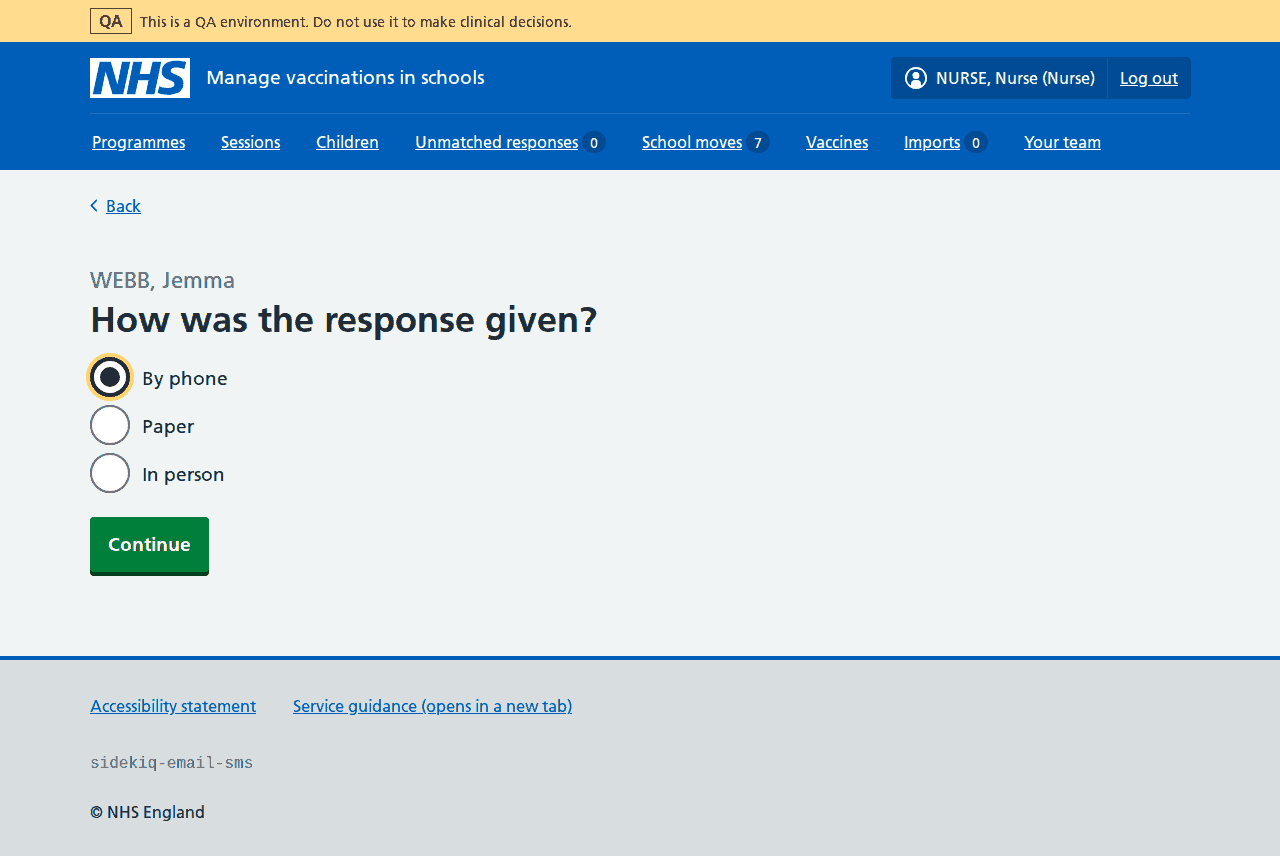 QA This is a QA environment. Do not use it to make clinical decisions.
NHS Manage vaccinations in schools NURSE, Nurse (Nurse) Log out
Programmes Sessions Children Unmatched responses 0 School moves 7 Vaccines Imports 0 Your team
Back
WEBB, Jemma
How was the response given?
By phone
Paper
In person
Continue
Accessibility statement Service guidance (opens in a new tab)
sidekiq-email-sms
© NHS England